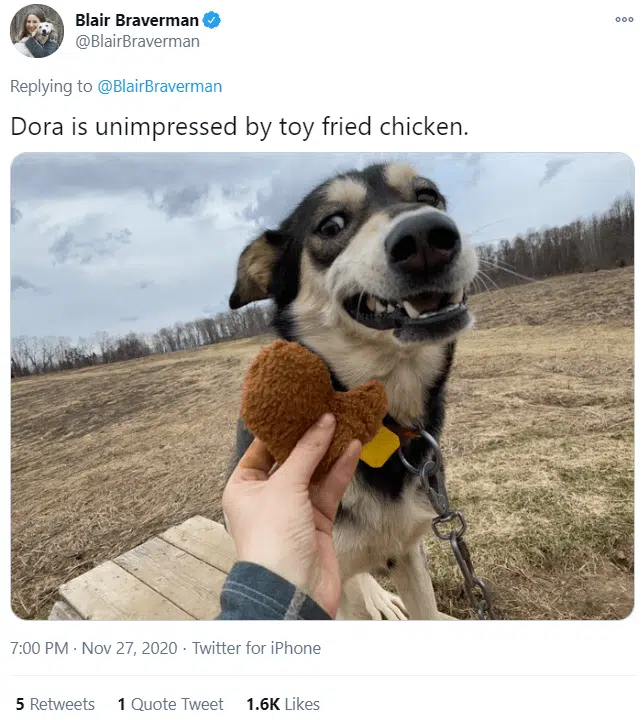 Blair Braverman
@BlairBraverman
Replying to @BlairBraverman
Dora is unimpressed by toy fried chicken.
7:00 PM · Nov 27, 2020 · Twitter for iPhone
5 Retweets 1 Quote Tweet 1.6K Likes